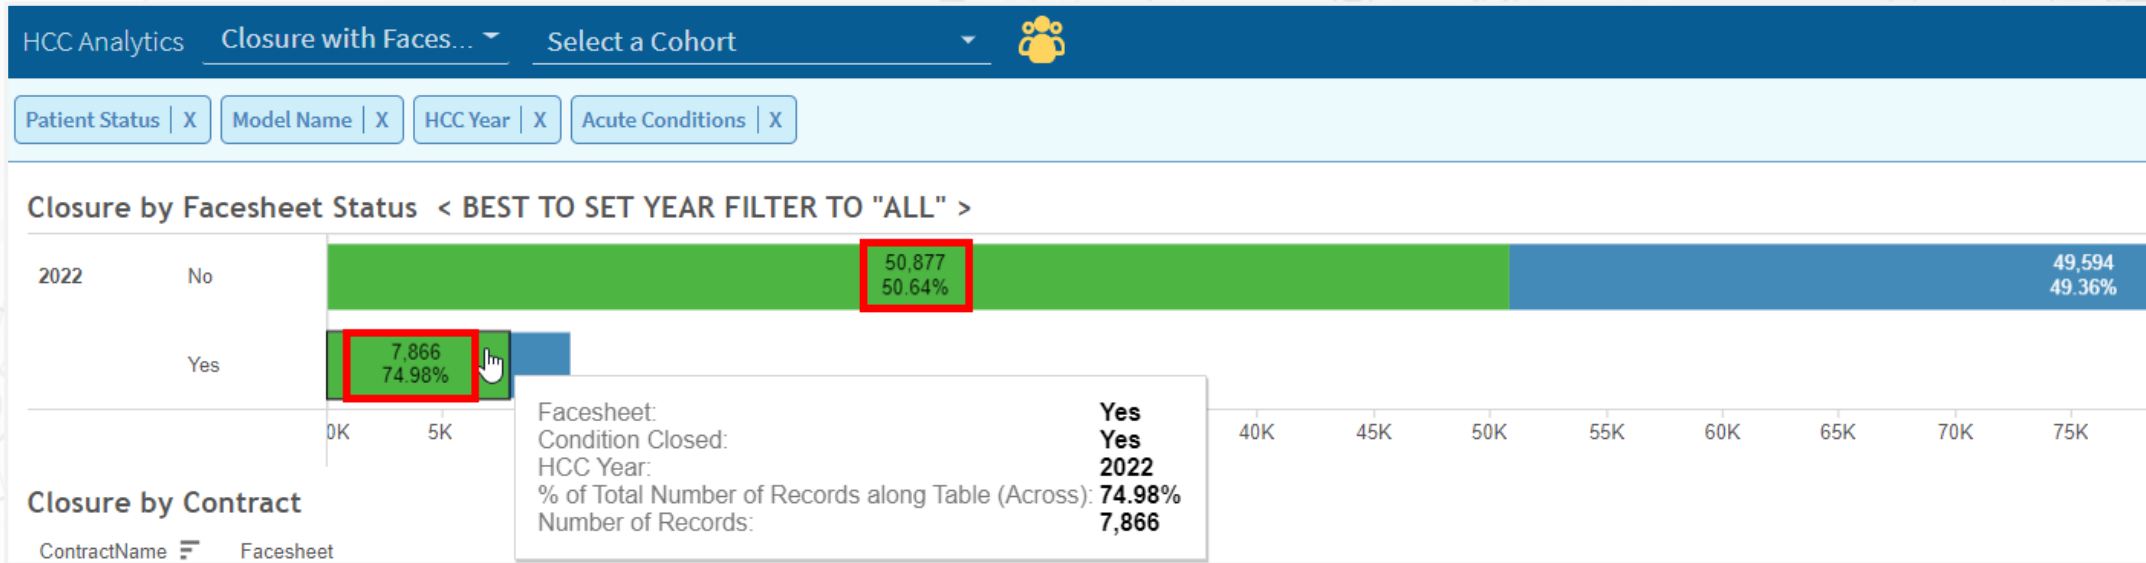 HCC Analytics Closure with Faces... Select a Cohort
Patient Status X Model Name X HCC Year X Acute Conditions X
Closure by Facesheet Status < BEST TO SET YEAR FILTER TO "ALL" >
2022 No 50,877 49,594
50.64% 49.36%
Yes 7,866
74.98%
0K 5K 40K 45K 50K 55K 60K 65K 70K 75K
Facesheet: Yes
Condition Closed: Yes
HCC Year: 2022
% of Total Number of Records along Table (Across): 74.98%
Number of Records: 7,866
Closure by Contract
ContractName Facesheet